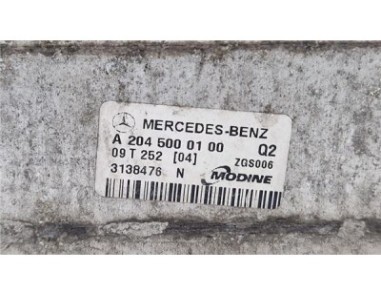 MERCEDES-BENZ
A 204 500 01 00 Q2
09 T 252 [04] ZGS006
3138476 N MODINE